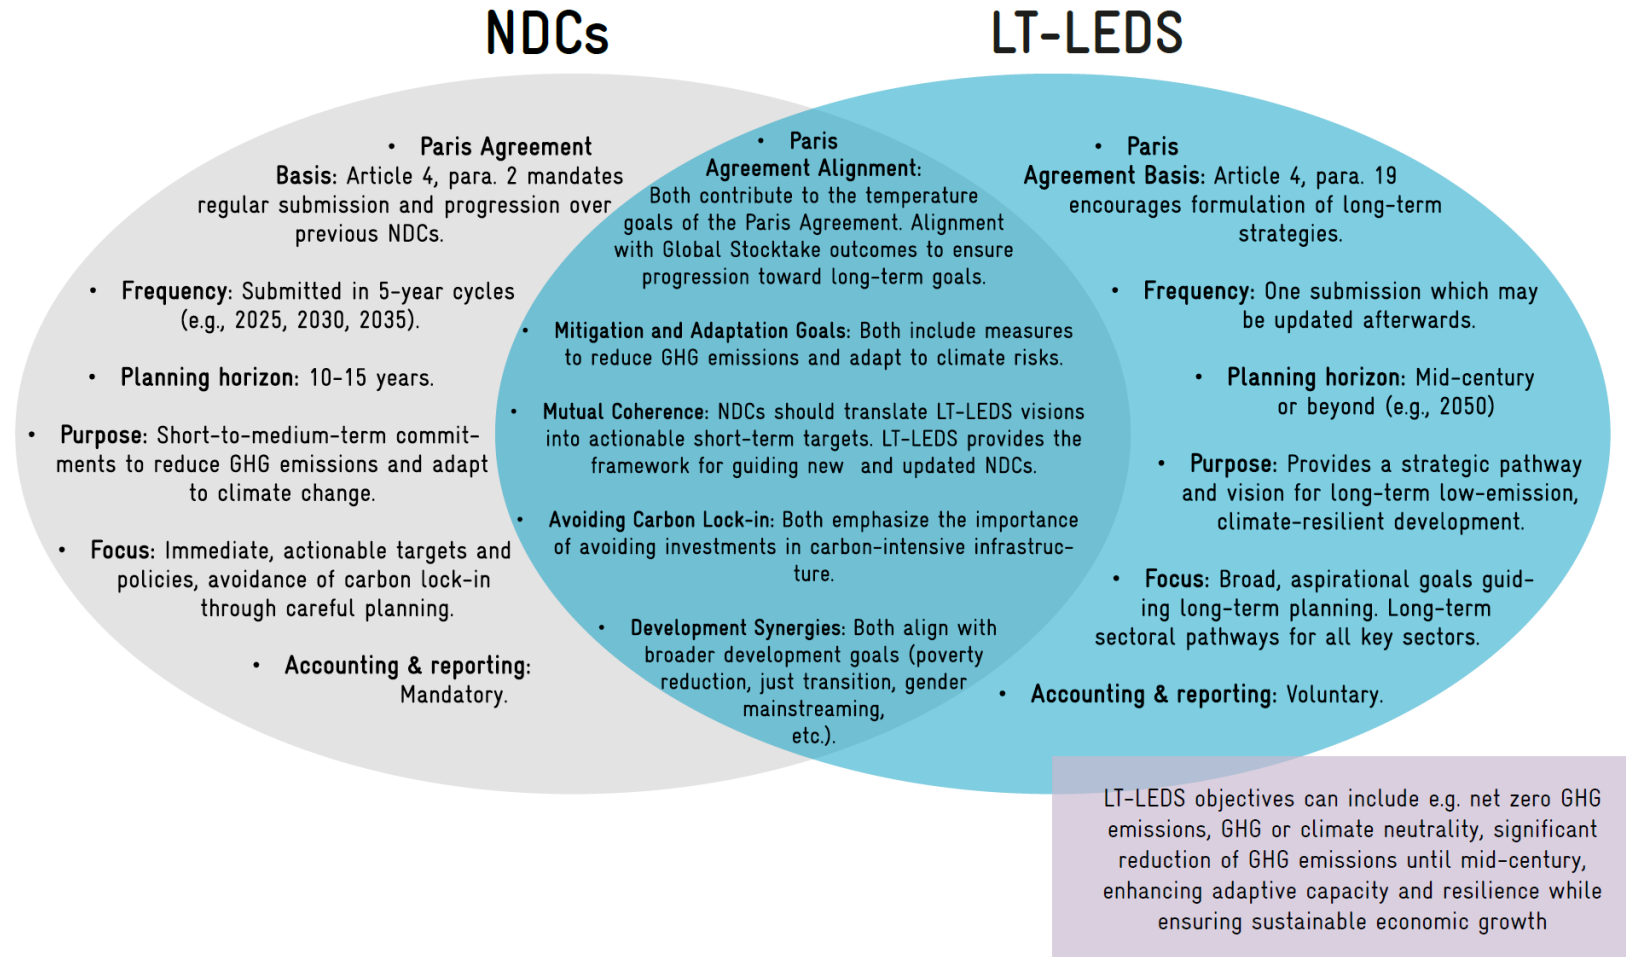 NDCs
LT-LEDS
• Paris Agreement
Basis: Article 4, para. 2 mandates
regular submission and progression over
previous NDCs.
• Frequency: Submitted in 5-year cycles
(e.g., 2025, 2030, 2035).
• Planning horizon: 10-15 years.
• Purpose: Short-to-medium-term commit-
ments to reduce GHG emissions and adapt
to climate change.
• Focus: Immediate, actionable targets and
policies, avoidance of carbon lock-in
through careful planning.
• Accounting & reporting:
Mandatory.
• Paris
Agreement Alignment:
Both contribute to the temperature
goals of the Paris Agreement. Alignment
with Global Stocktake outcomes to ensure
progression toward long-term goals.
• Mitigation and Adaptation Goals: Both include measures
to reduce GHG emissions and adapt to climate risks.
• Mutual Coherence: NDCs should translate LT-LEDS visions
into actionable short-term targets. LT-LEDS provides the
framework for guiding new and updated NDCs.
• Avoiding Carbon Lock-in: Both emphasize the importance
of avoiding investments in carbon-intensive infrastruc-
ture.
• Development Synergies: Both align with
broader development goals (poverty
reduction, just transition, gender
mainstreaming,
etc.).
• Paris
Agreement Basis: Article 4, para. 19
encourages formulation of long-term
strategies.
• Frequency: One submission which may
be updated afterwards.
• Planning horizon: Mid-century
or beyond (e.g., 2050)
• Purpose: Provides a strategic pathway
and vision for long-term low-emission,
climate-resilient development.
• Focus: Broad, aspirational goals guid-
ing long-term planning. Long-term
sectoral pathways for all key sectors.
• Accounting & reporting: Voluntary.
LT-LEDS objectives can include e.g. net zero GHG
emissions, GHG or climate neutrality, significant
reduction of GHG emissions until mid-century,
enhancing adaptive capacity and resilience while
ensuring sustainable economic growth